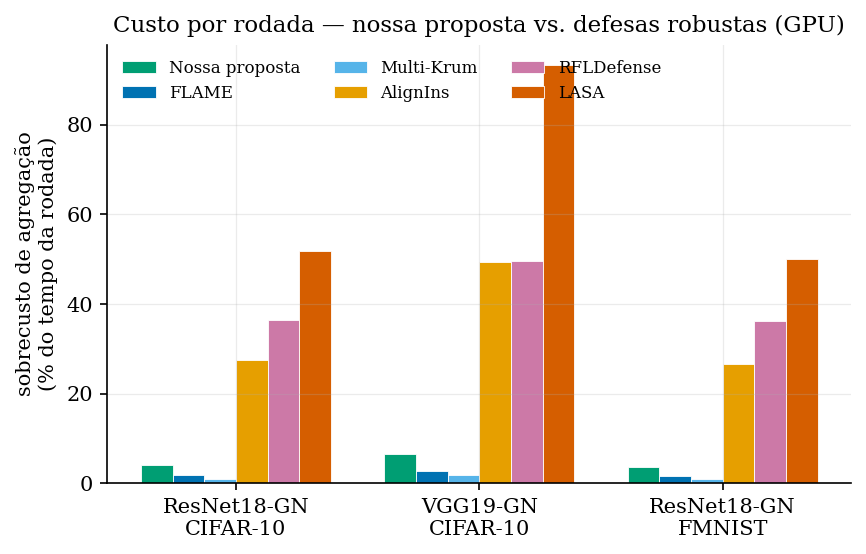 Custo por rodada — nossa proposta vs. defesas robustas (GPU)
Nossa proposta
FLAME
Multi-Krum
AlignIns
RFLDefense
LASA
sobrecusto de agregação
(% do tempo da rodada)
80
60
40
20
0
ResNet18-GN
CIFAR-10
VGG19-GN
CIFAR-10
ResNet18-GN
FMNIST